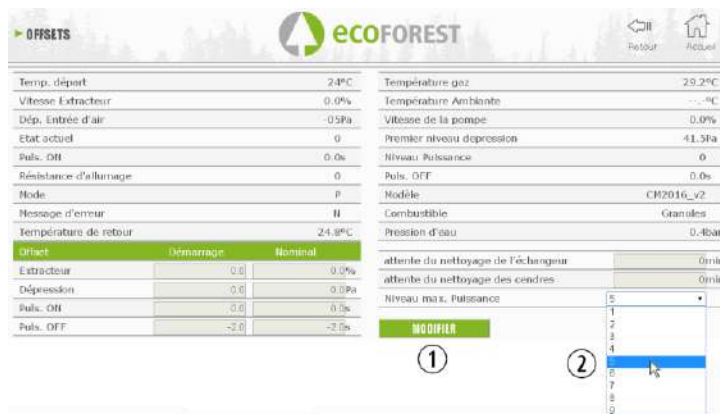 ► OFFSETS
ecoFOREST
Retour
Accueil
Temp. départ 24ºC
Vitesse Extracteur 0.0%
Dép. Entrée d'air -05Pa
Etat actuel 0
Puls. ON 0.0s
Résistance d'allumage 0
Mode P
Message d'erreur N
Température de retour 24.8ºC
Offset Démarrage Nominal
Extracteur 0.0 0.0%
Dépression 0.0 0.0Pa
Puls. ON 0.0 0.0s
Puls. OFF -2.0 -2.0s
Température gaz 29.2ºC
Température Ambiante --.-ºC
Vitesse de la pompe 0.0%
Premier niveau depression 41.5Pa
Niveau Puissance 0
Puls. OFF 0.0s
Modèle CM2016_v2
Combustible Granules
Pression d'eau 0.4bar
attente du nettoyage de l'échangeur 0min
attente du nettoyage des cendres 0min
Niveau max. Puissance 5
1
2
3
4
5
6
7
8
9
MODIFIER
1
2